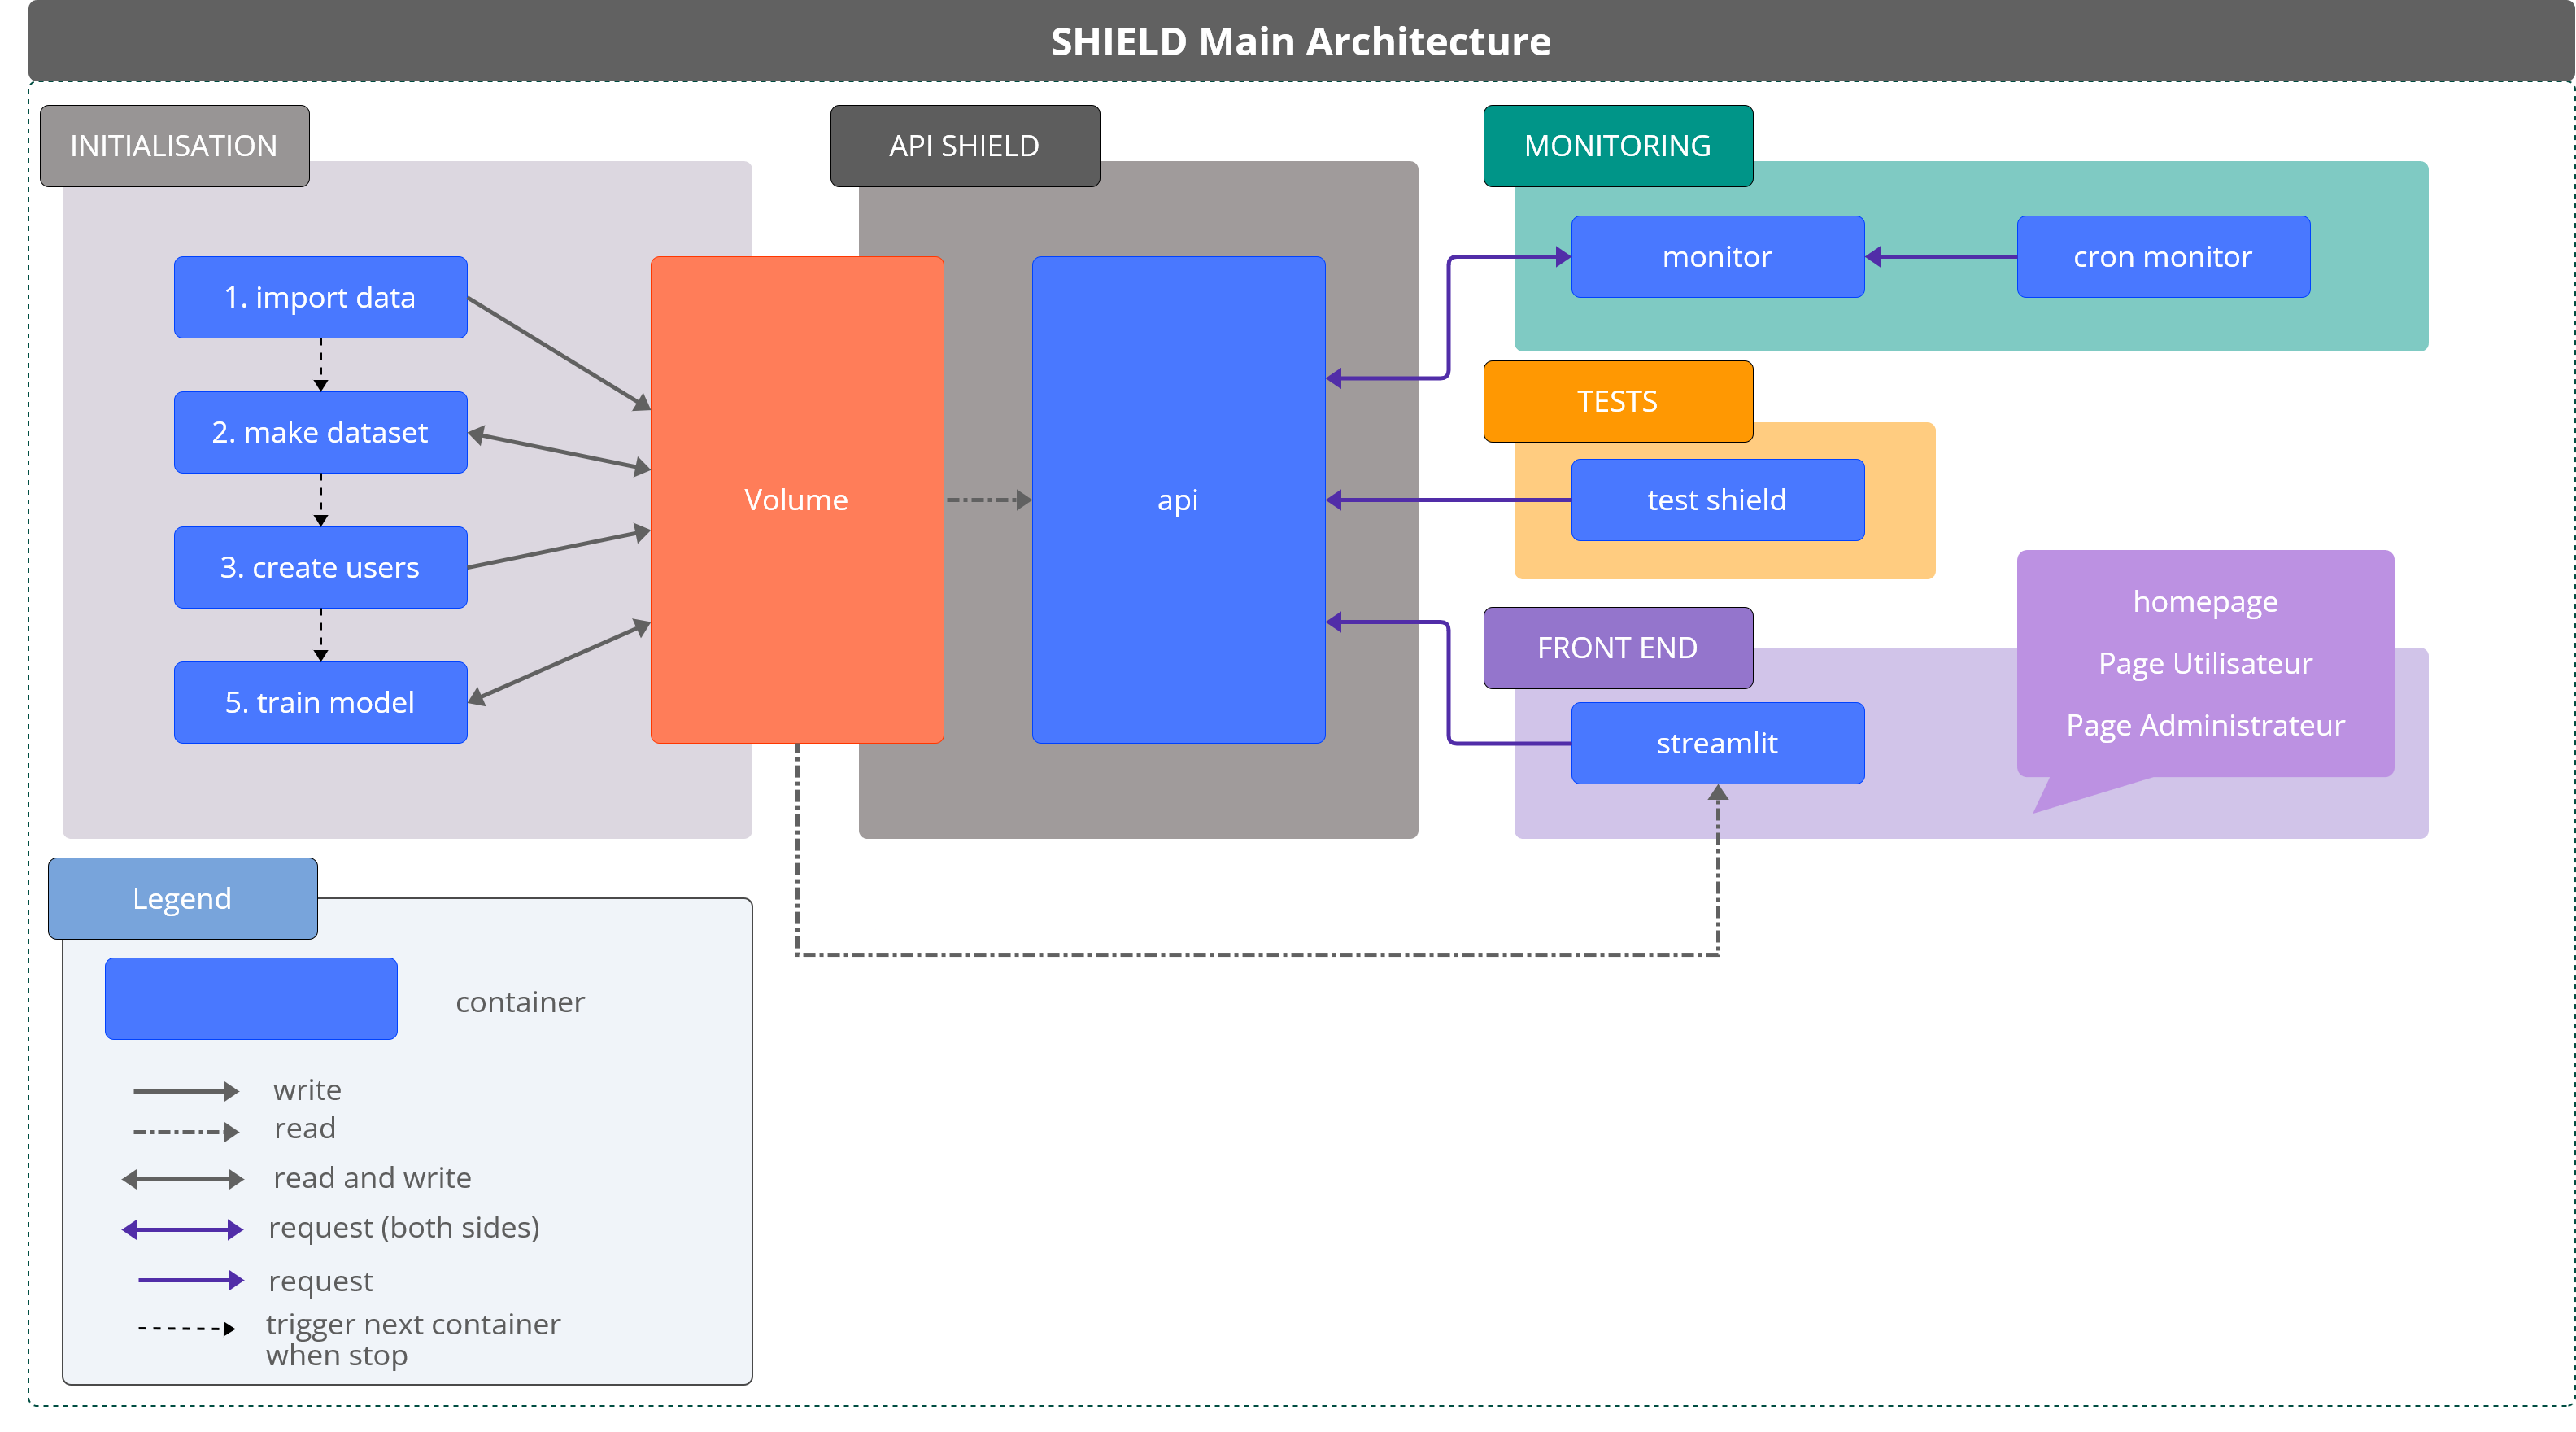 SHIELD Main Architecture
INITIALISATION
1. import data
2. make dataset
3. create users
5. train model
Volume
API SHIELD
api
MONITORING
monitor
cron monitor
TESTS
test shield
FRONT END
streamlit
homepage
Page Utilisateur
Page Administrateur
Legend
container
write
read
read and write
request (both sides)
request
trigger next container
when stop